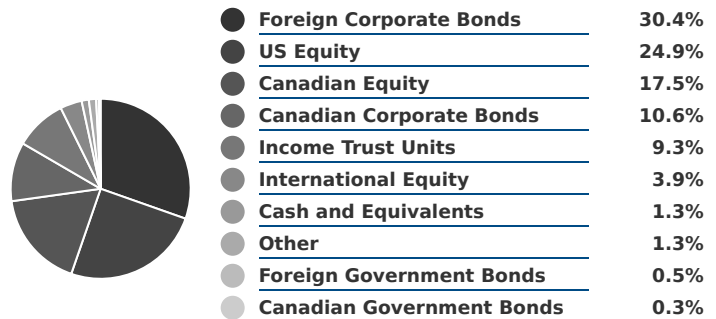 Foreign Corporate Bonds 30.4%
US Equity 24.9%
Canadian Equity 17.5%
Canadian Corporate Bonds 10.6%
Income Trust Units 9.3%
International Equity 3.9%
Cash and Equivalents 1.3%
Other 1.3%
Foreign Government Bonds 0.5%
Canadian Government Bonds 0.3%